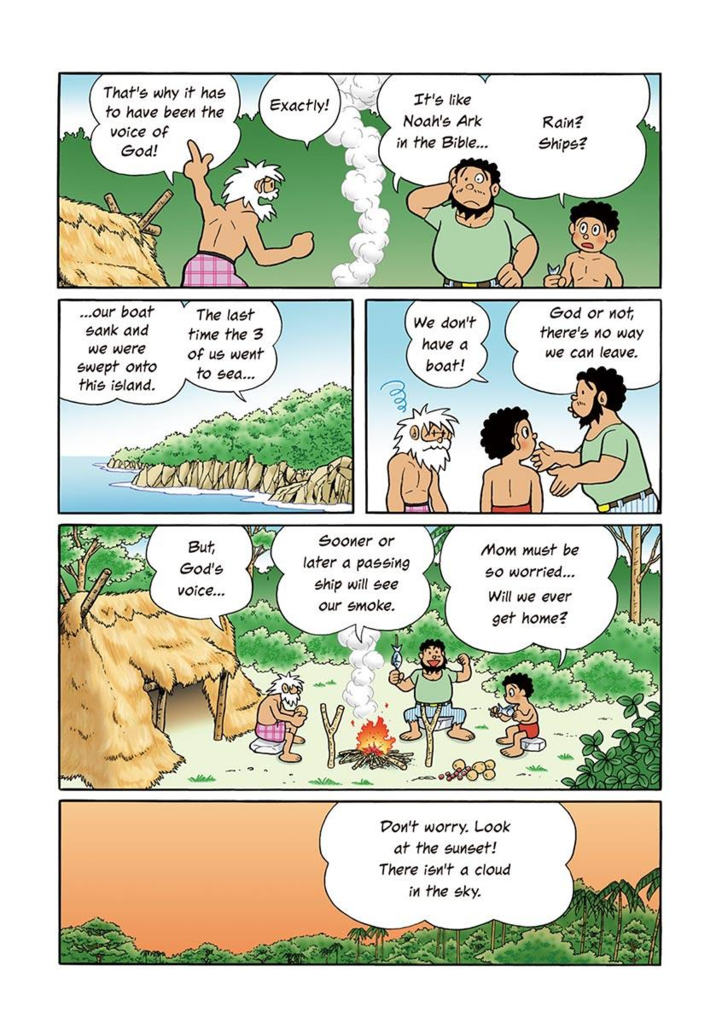 Rain?
Ships?
It's like
Noah's Ark
in the Bible...
Exactly!
That's why it has
to have been the
voice of
God!
God or not,
there's no way
we can leave.
We don't
have a
boat!
The last
time the 3
of us went
to sea...
...our boat
sank and
we were
swept onto
this island.
Mom must be
so worried...
Will we ever
get home?
Sooner or
later a passing
ship will see
our smoke.
But,
God's
voice...
Don't worry. Look
at the sunset!
There isn't a cloud
in the sky.